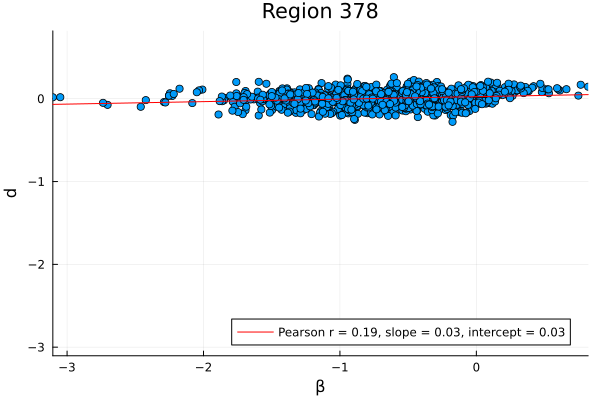 Region 378
d
0
−1
−2
−3
Pearson r = 0.19, slope = 0.03, intercept = 0.03
−3
−2
−1
0
β